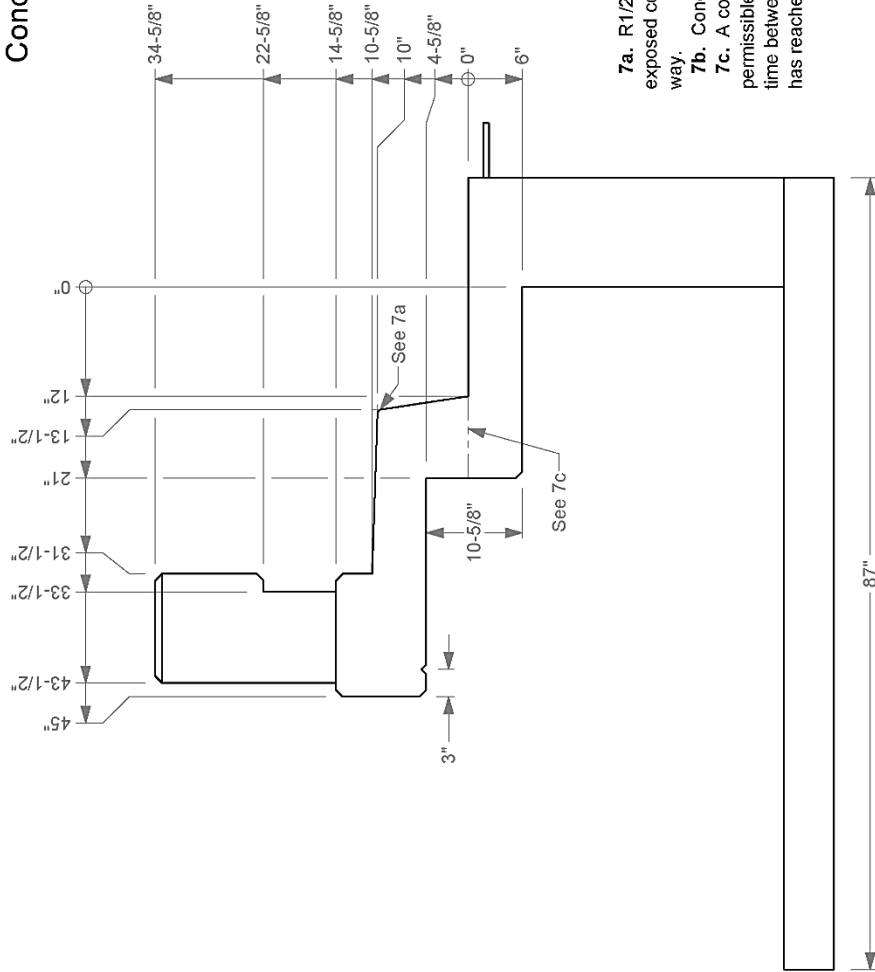 Conc
34-5/8"
22-5/8"
14-5/8"
10-5/8"
10"
4-5/8"
0"
6"
0"
12"
13-1/2"
21"
31-1/2"
33-1/2"
43-1/2"
45"
See 7a
See 7c
10-5/8"
3"
87"
7a. R1/2
exposed co
way.
7b. Conc
7c. A co
permissible
time betwe
has reache